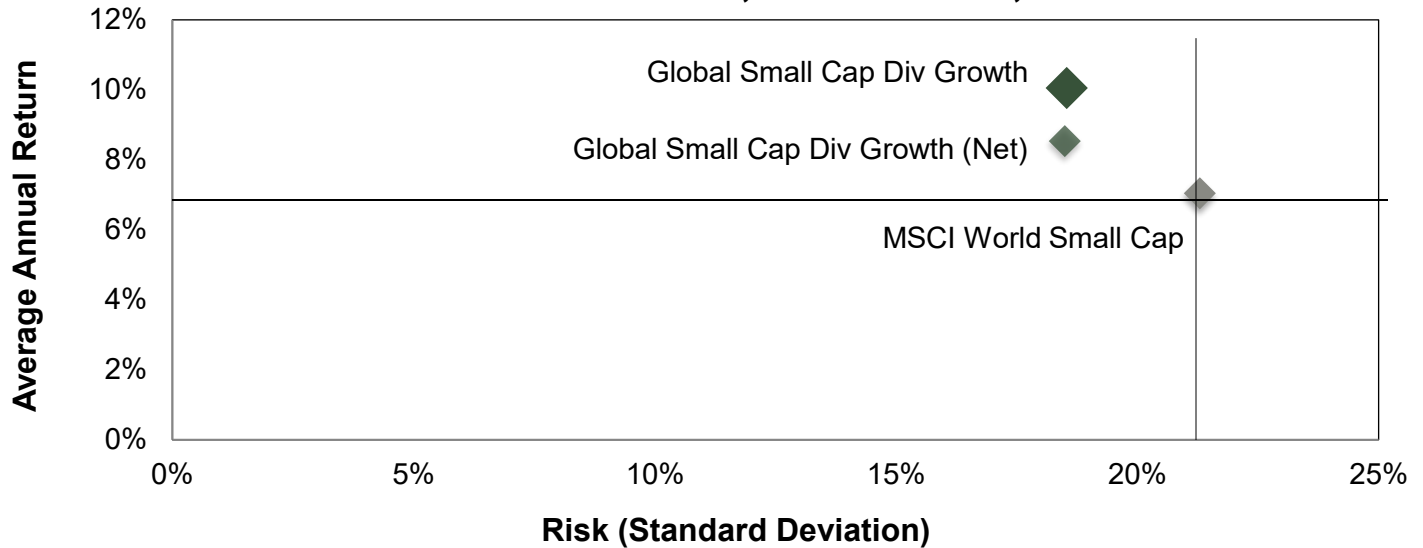 12%
10%
8%
6%
4%
2%
0%
Average Annual Return
Global Small Cap Div Growth
Global Small Cap Div Growth (Net)
MSCI World Small Cap
0% 5% 10% 15% 20% 25%
Risk (Standard Deviation)